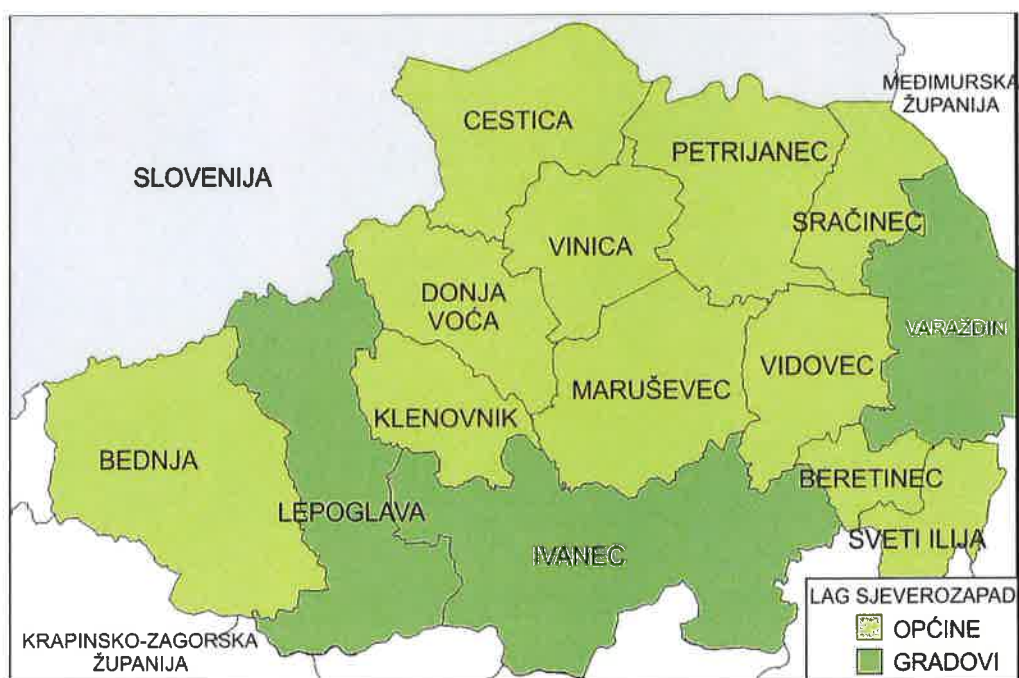 MEĐIMURSKA
ŽUPANIJA
CESTICA
PETRIJANEC
SLOVENIJA
SRAČINEC
VINICA
DONJA
VOĆA
VARAŽDIN
VIDOVEC
MARUŠEVEC
KLENOVNIK
BEDNJA
BERETINEC
LEPOGLAVA
SVETI ILIJA
IVANEC
LAG SJEVEROZAPAD
OPĆINE
GRADOVI
KRAPINSKO-ZAGORSKA
ŽUPANIJA